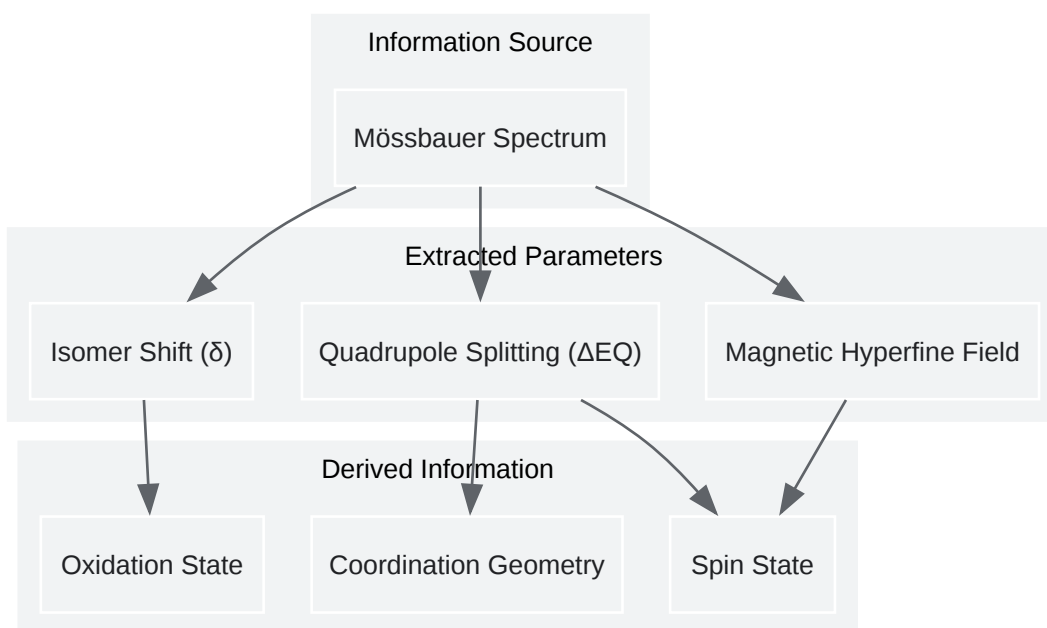 Information Source
Mössbauer Spectrum
Extracted Parameters
Isomer Shift (δ)
Quadrupole Splitting (ΔEQ)
Magnetic Hyperfine Field
Derived Information
Oxidation State
Coordination Geometry
Spin State